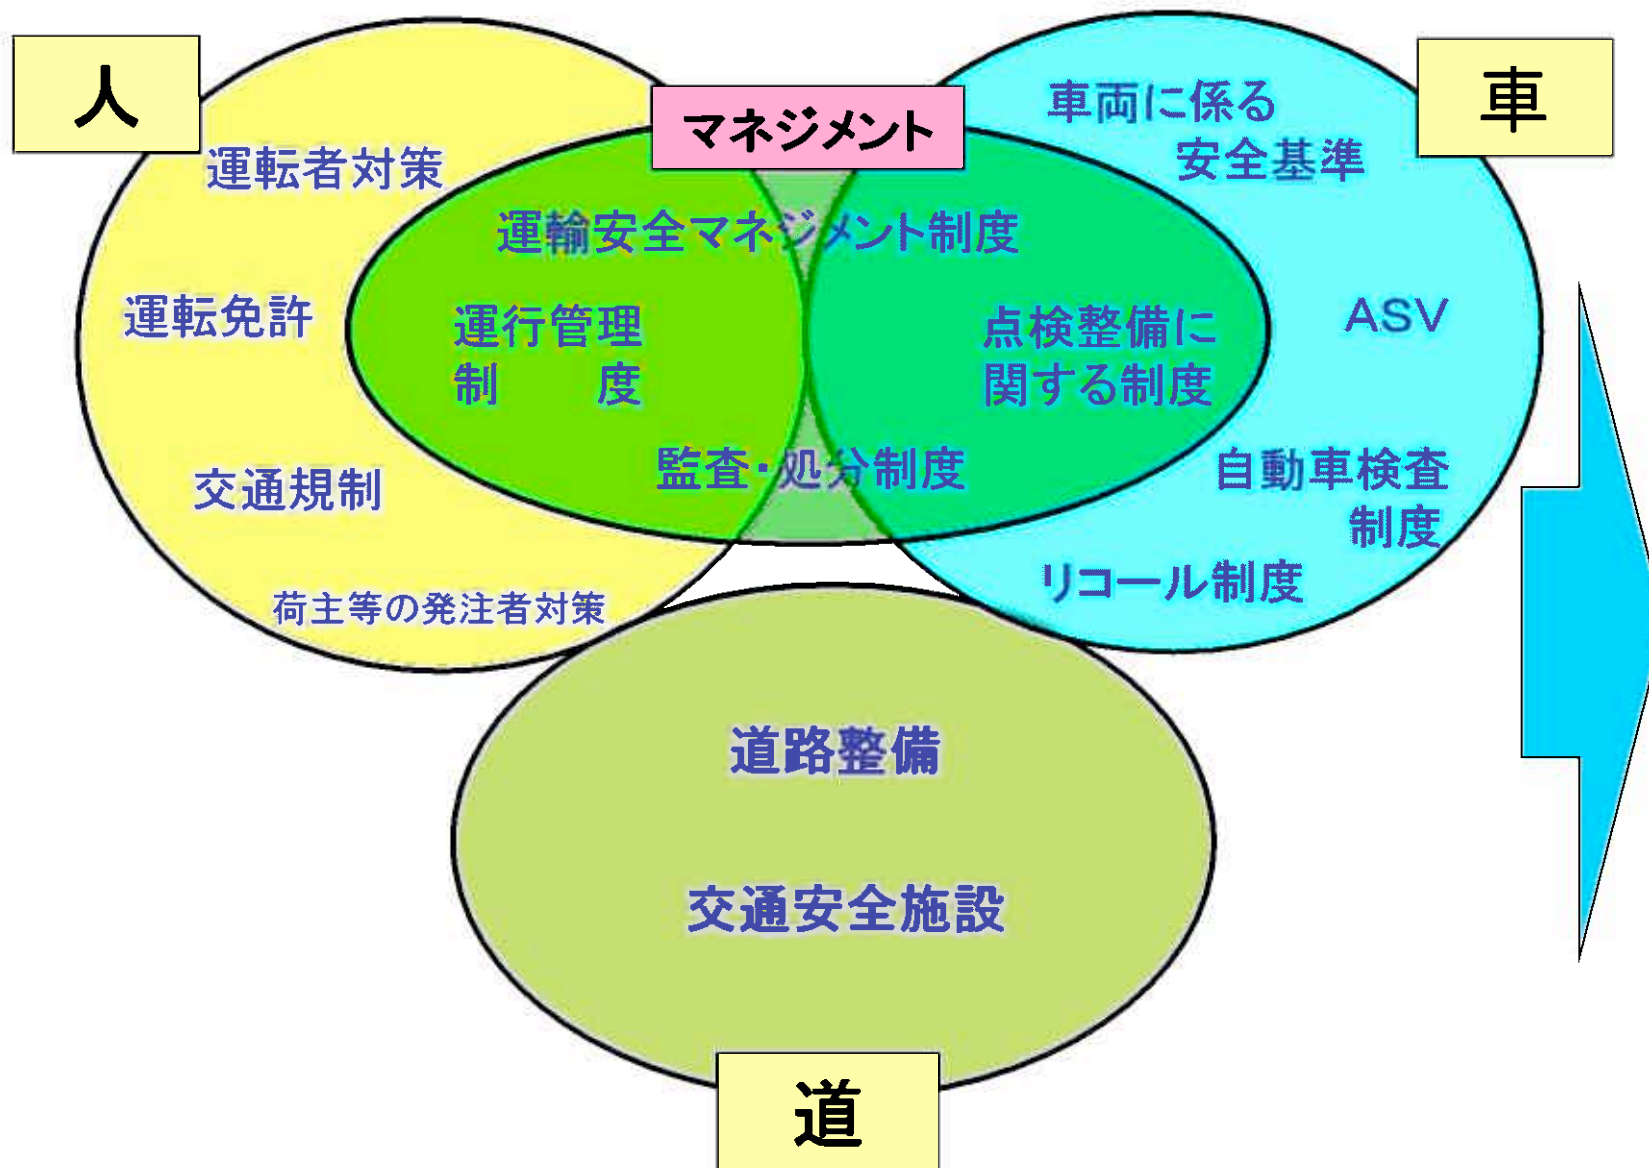 人
マネジメント
車
運転者対策
運転免許
交通規制
荷主等の発注者対策
運輸安全マネジメント制度
運行管理
制　　度
点検整備に
関する制度
監査・処分制度
車両に係る
安全基準
ASV
自動車検査
制度
リコール制度
道路整備
交通安全施設
道